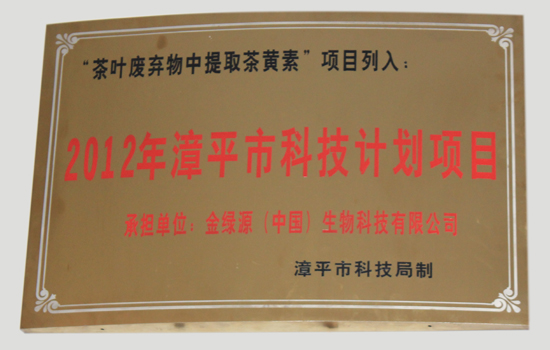 “茶叶废弃物中提取茶黄素”项目列入：
2012年漳平市科技计划项目
承担单位：金绿源（中国）生物科技有限公司
漳平市科技局制